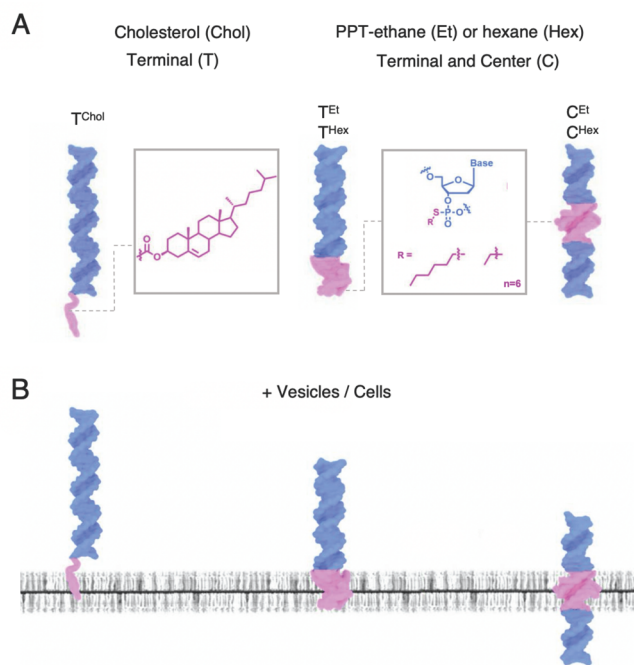 A
Cholesterol (Chol)
Terminal (T)
PPT-ethane (Et) or hexane (Hex)
Terminal and Center (C)
TChol
TEt
THex
CEt
CHex
O
O
H
H
H
Base
O
O
O
S-P-O
R
O
R =
n=6
B
+ Vesicles / Cells